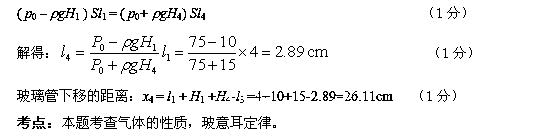 (p₀ − ρgH₁) Sl₁ = (p₀ + ρgH₄) Sl₄ （1 分）
解得：l₄ = (P₀ − ρgH₁)/(P₀ + ρgH₄) l₁ = (75−10)/(75+15) × 4 = 2.89 cm （1 分）
玻璃管下移的距离：x₄ = l₁ + H₁ +H₄-l₅ =4+10+15-2.89=26.11cm （1 分）
考点：本题考查气体的性质，玻意耳定律。